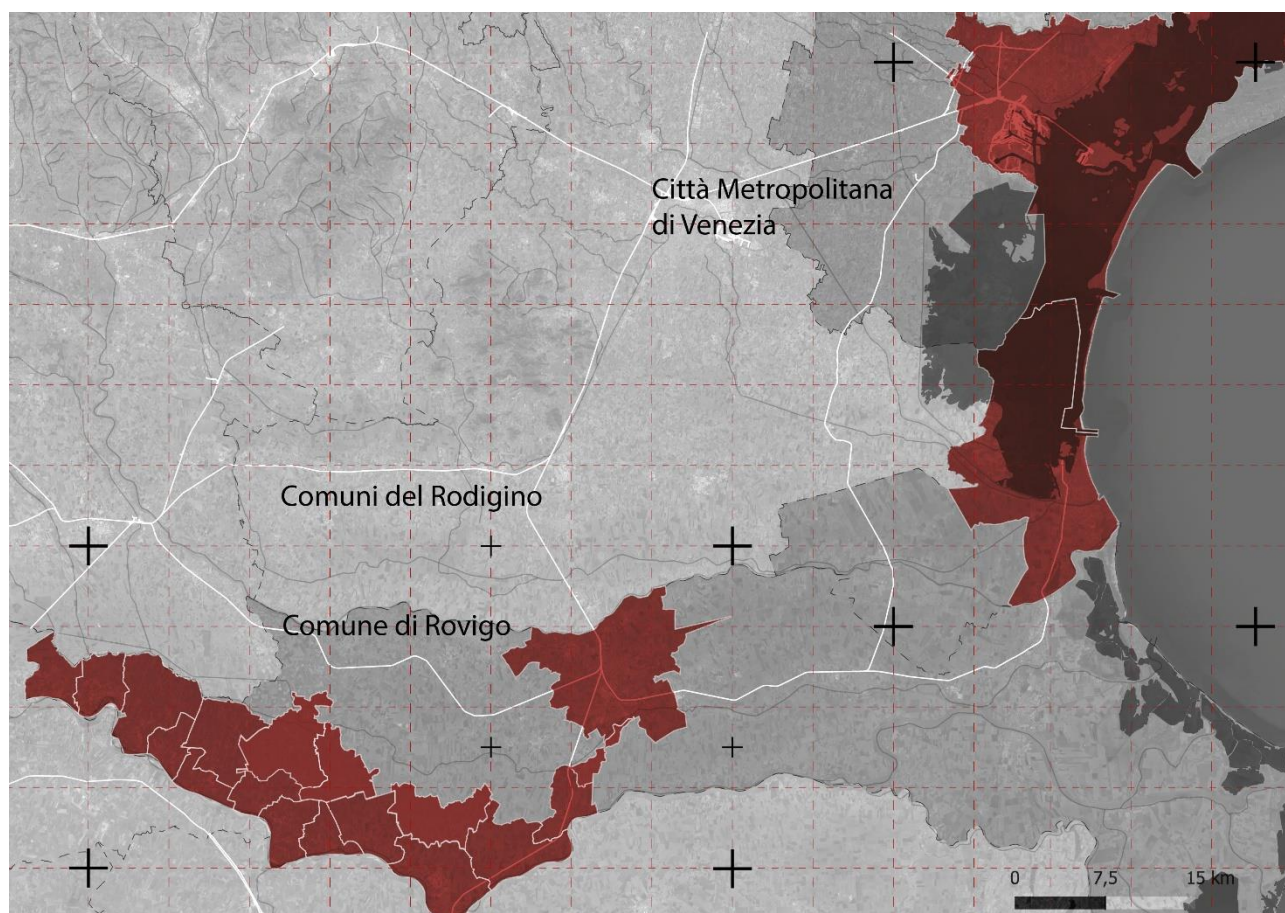 Città Metropolitana
di Venezia
Comuni del Rodigino
Comune di Rovigo
0 7,5 15 km